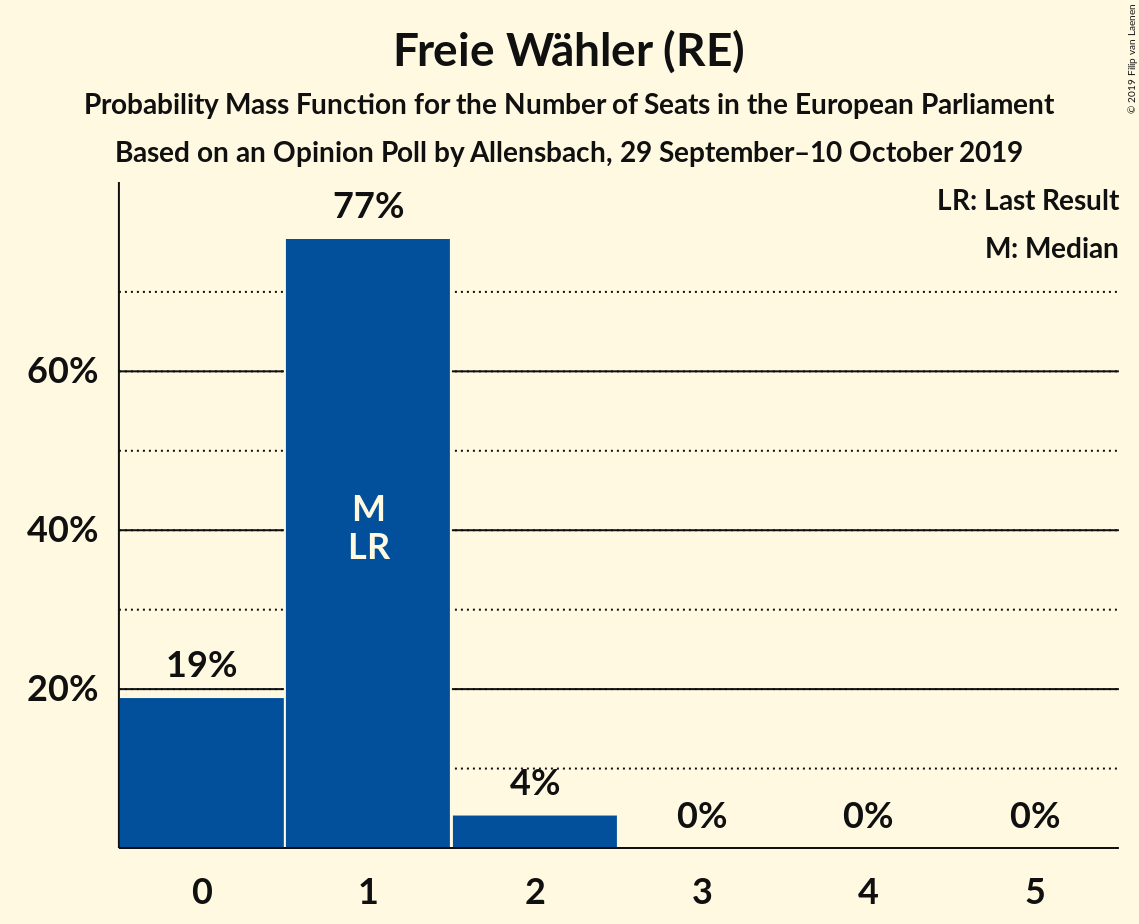 Freie Wähler (RE)
Probability Mass Function for the Number of Seats in the European Parliament
Based on an Opinion Poll by Allensbach, 29 September–10 October 2019
© 2019 Filip van Laenen
LR: Last Result
M: Median
77%
60%
M
40%
LR
19%
20%
4%
0%
0%
0%
0
1
2
3
4
5